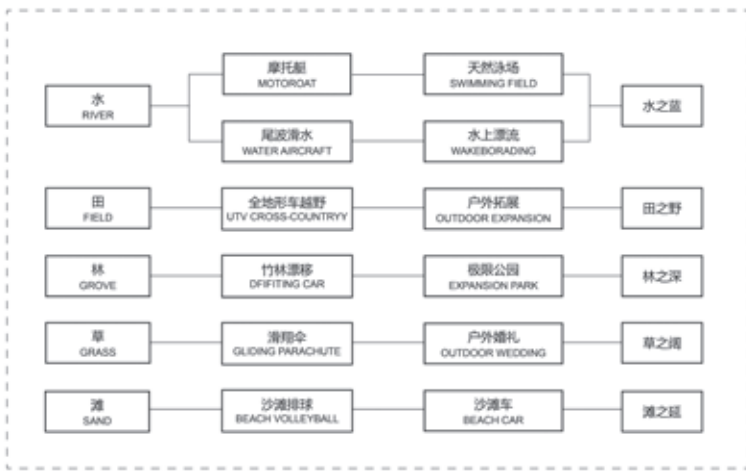 摩托艇
MOTOROAT
天然泳场
SWIMMING FIELD
水
RIVER
水之蓝
尾波滑水
WATER AIRCRAFT
水上漂流
WAKEBORADING
田
FIELD
全地形车越野
UTV CROSS-COUNTRYY
户外拓展
OUTDOOR EXPANSION
田之野
林
GROVE
竹林漂移
DFIFITING CAR
极限公园
EXPANSION PARK
林之深
草
GRASS
滑翔伞
GLIDING PARACHUTE
户外婚礼
OUTDOOR WEDDING
草之阔
滩
SAND
沙滩排球
BEACH VOLLEYBALL
沙滩车
BEACH CAR
滩之延